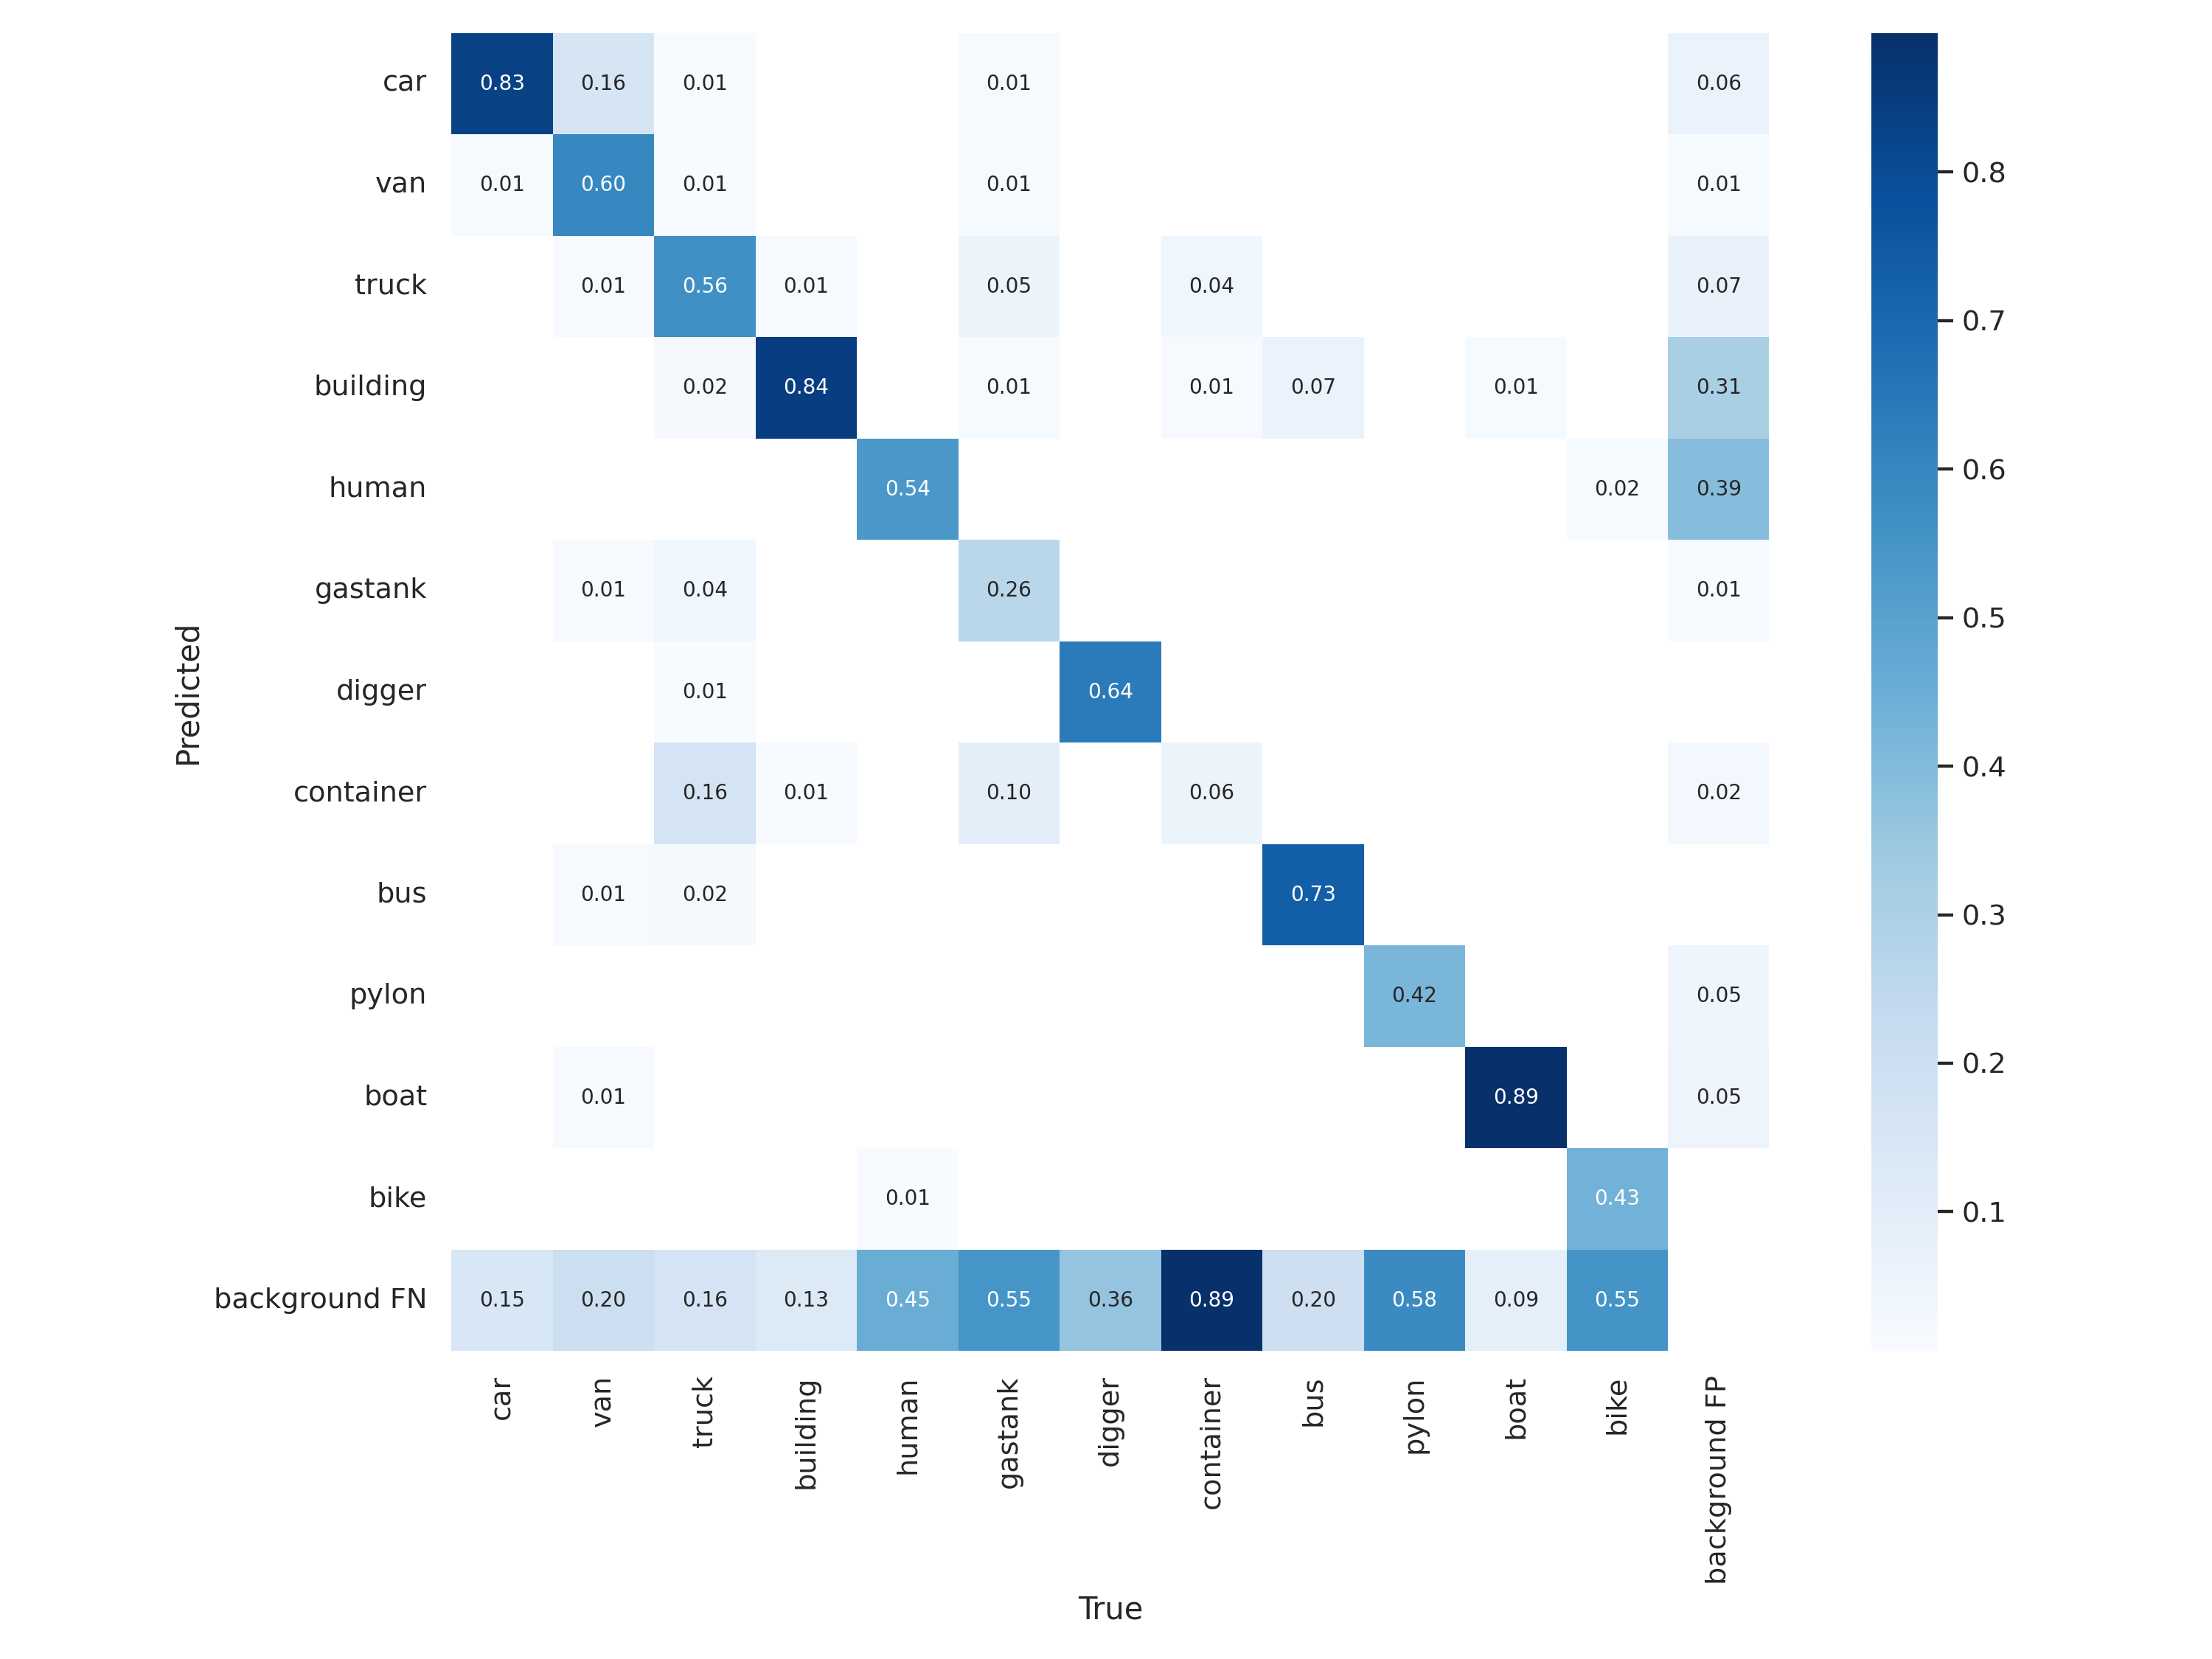 car 0.83 0.16 0.01 0.01 0.06
van 0.01 0.60 0.01 0.01 0.01 0.8
truck 0.01 0.56 0.01 0.05 0.04 0.07 0.7
building 0.02 0.84 0.01 0.01 0.07 0.01 0.31
human 0.54 0.02 0.39 0.6
gastank 0.01 0.04 0.26 0.01 0.5
Predicted
digger 0.01 0.64
container 0.16 0.01 0.10 0.06 0.02 0.4
bus 0.01 0.02 0.73 0.3
pylon 0.42 0.05
boat 0.01 0.89 0.05 0.2
bike 0.01 0.43 0.1
background FN 0.15 0.20 0.16 0.13 0.45 0.55 0.36 0.89 0.20 0.58 0.09 0.55
car van truck building human gastank digger container bus pylon boat bike background FP
True